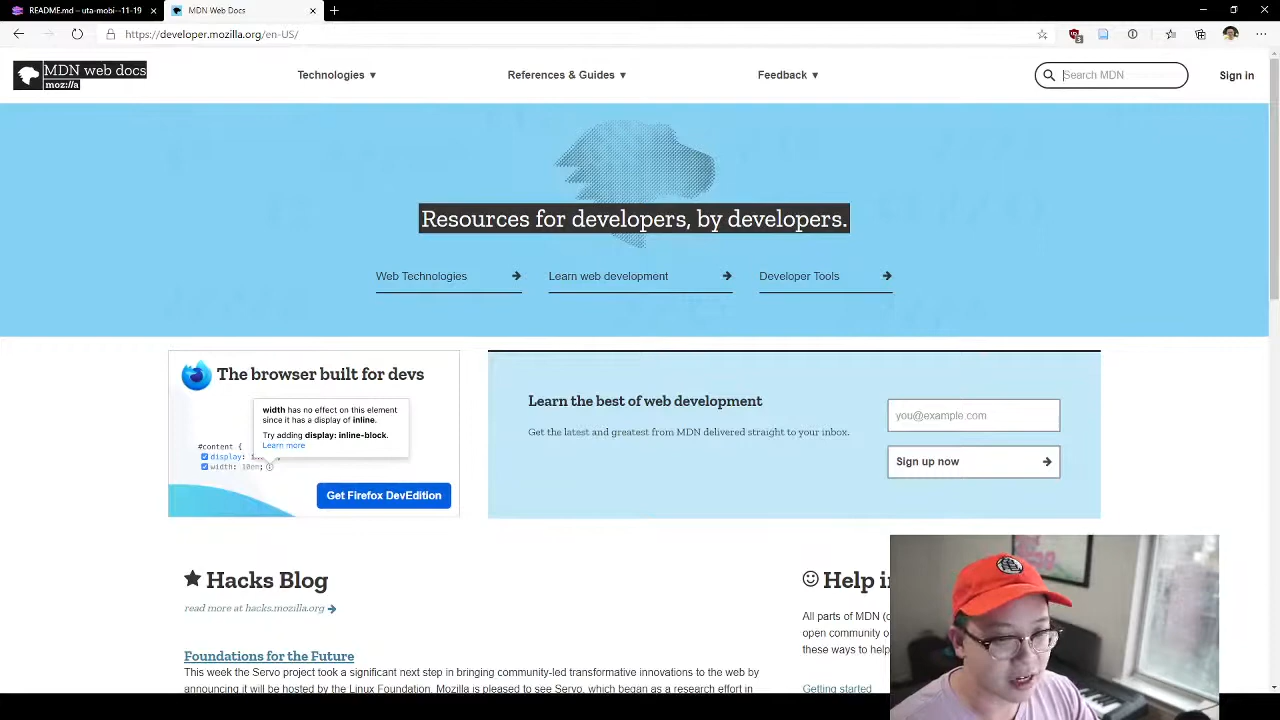 README.md – uta-mobi--11-19
MDN Web Docs
https://developer.mozilla.org/en-US/
3
MDN web docs
moz://a
Technologies ▼
References & Guides ▼
Feedback ▼
Search MDN
Sign in
Resources for developers, by developers.
Web Technologies
Learn web development
Developer Tools
The browser built for devs
width has no effect on this element
since it has a display of inline.
Try adding display: inline-block.
Learn more
#content {
display:
width: 10em;
Get Firefox DevEdition
Learn the best of web development
Get the latest and greatest from MDN delivered straight to your inbox.
you@example.com
Sign up now
Hacks Blog
read more at hacks.mozilla.org
Foundations for the Future
This week the Servo project took a significant next step in bringing community-led transformative innovations to the web by
announcing it will be hosted by the Linux Foundation. Mozilla is pleased to see Servo, which began as a research effort in
Help i
All parts of MDN (
open community o
these ways to help
Getting started